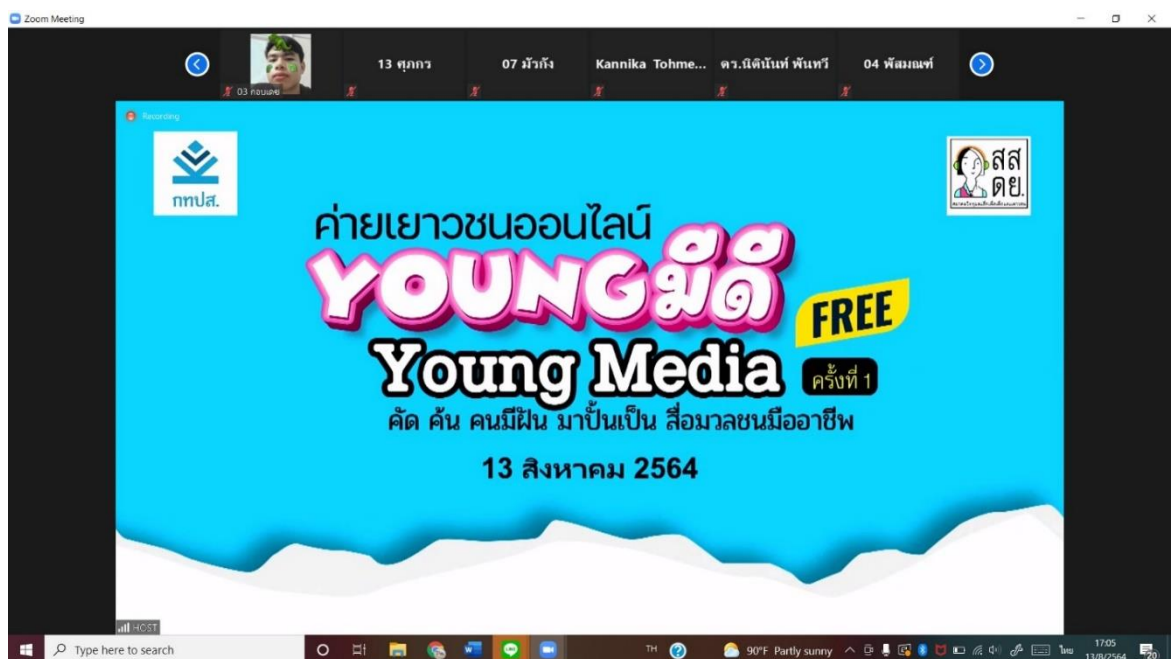 Zoom Meeting
03 กอบเดช
13 ศุภกร
07 มัวกัง
Kannika Tohme...
ดร.นิตินันท์ พันทวี
04 พัสมณฑ์
Recording
กทปส.
สส
ดย.
ค่ายเยาวชนออนไลน์
YOUNGมีดี
FREE
Young Media
ครั้งที่ 1
คัด ค้น คนมีฝัน มาปั้นเป็น สื่อมวลชนมืออาชีพ
13 สิงหาคม 2564
HOST
Type here to search
TH
90°F Partly sunny
ไทย
17:05
13/8/2564
20